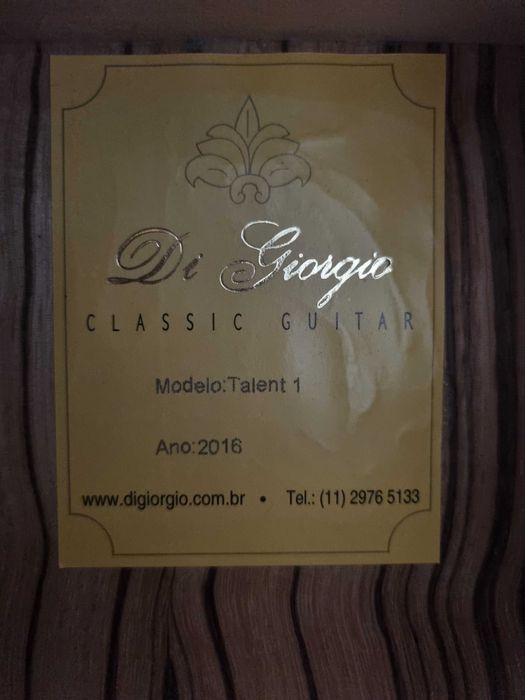 Di Giorgio
CLASSIC GUITAR
Modelo:Talent 1
Ano:2016
www.digiorgio.com.br • Tel.: (11) 2976 5133